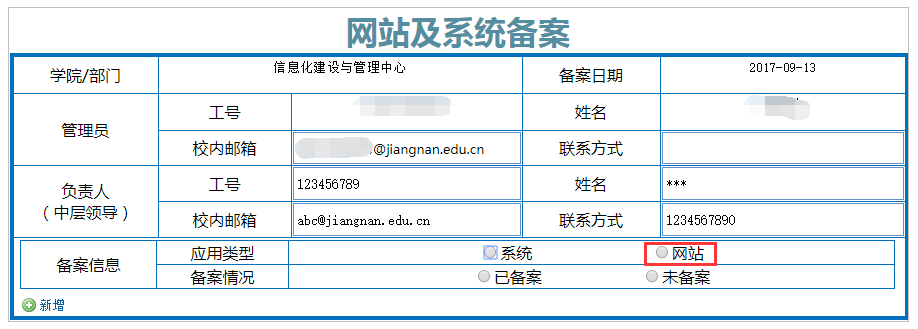 网站及系统备案
学院/部门 信息化建设与管理中心 备案日期 2017-09-13
管理员 工号 姓名
校内邮箱 @jiangnan.edu.cn 联系方式
负责人 工号 123456789 姓名 ***
（中层领导） 校内邮箱 abc@jiangnan.edu.cn 联系方式 1234567890
备案信息 应用类型 系统 网站
备案情况 已备案 未备案
新增